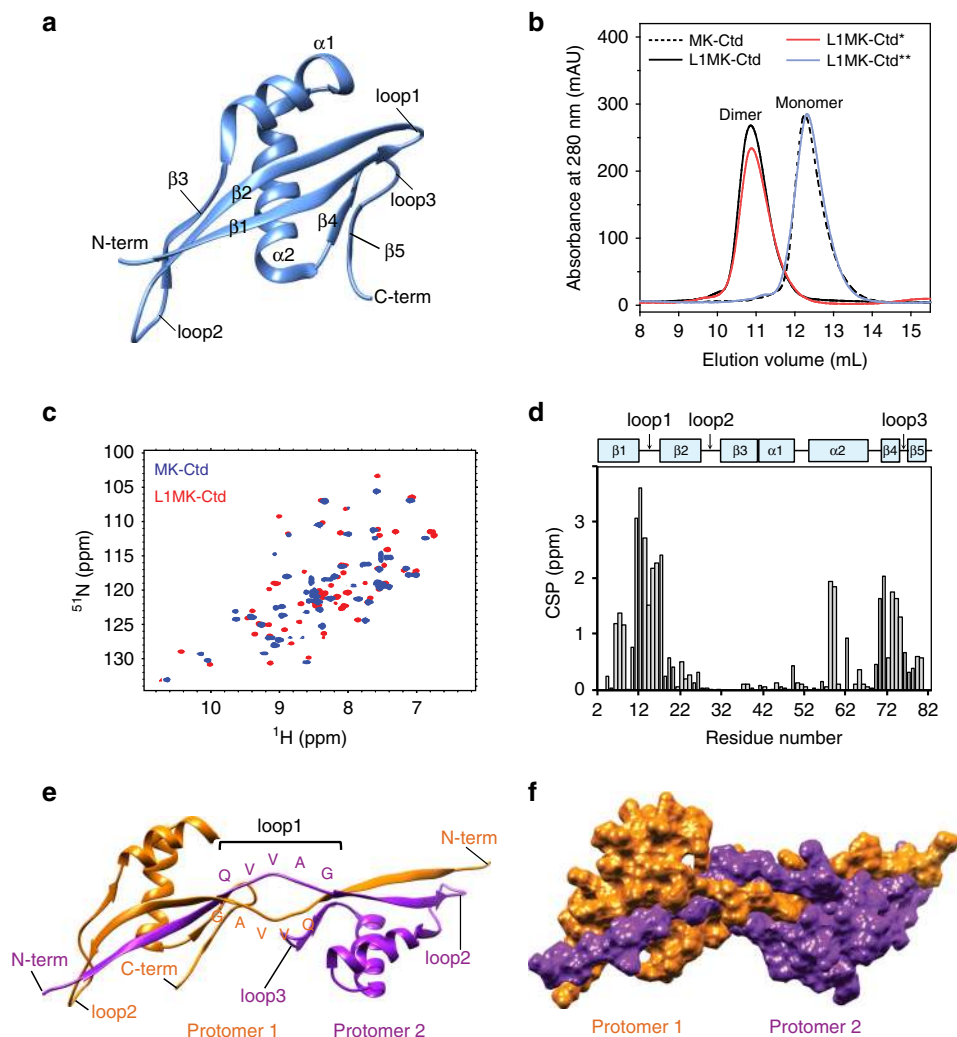 a
α1
loop1
β3
β2
loop3
β1
β4
N-term
α2
β5
C-term
loop2
b
400
MK-Ctd
L1MK-Ctd*
L1MK-Ctd
L1MK-Ctd**
Dimer
Monomer
300
200
100
0
Absorbance at 280 nm (mAU)
8 9 10 11 12 13 14 15
Elution volume (mL)
c
MK-Ctd
L1MK-Ctd
100
105
110
115
120
125
130
⁵¹N (ppm)
10 9 8 7
¹H (ppm)
d
loop1 loop2 loop3
β1 β2 β3 α1 α2 β4 β5
3
2
1
0
CSP (ppm)
2 12 22 32 42 52 62 72 82
Residue number
e
loop1
N-term
Q V V A G
G A V V Q
N-term
C-term
loop2
loop3
loop2
Protomer 1 Protomer 2
f
Protomer 1 Protomer 2